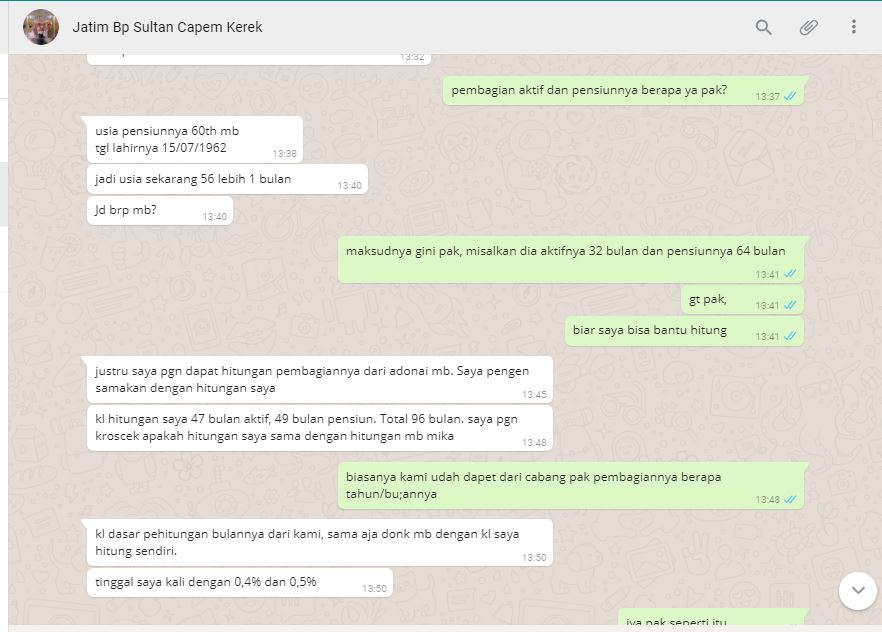 Jatim Bp Sultan Capem Kerek
13:32
pembagian aktif dan pensiunnya berapa ya pak?
13:37
usia pensiunnya 60th mb
tgl lahirnya 15/07/1962
13:38
jadi usia sekarang 56 lebih 1 bulan
13:40
Jd brp mb?
13:40
maksudnya gini pak, misalkan dia aktifnya 32 bulan dan pensiunnya 64 bulan
13:41
gt pak,
13:41
biar saya bisa bantu hitung
13:41
justru saya pgn dapat hitungan pembagiannya dari adonai mb. Saya pengen
samakan dengan hitungan saya
13:45
kl hitungan saya 47 bulan aktif, 49 bulan pensiun. Total 96 bulan. saya pgn
kroscek apakah hitungan saya sama dengan hitungan mb mika
13:48
biasanya kami udah dapet dari cabang pak pembagiannya berapa
tahun/bu;annya
13:48
kl dasar pehitungan bulannya dari kami, sama aja donk mb dengan kl saya
hitung sendiri.
13:50
tinggal saya kali dengan 0,4% dan 0,5%
13:50
iya pak seperti itu